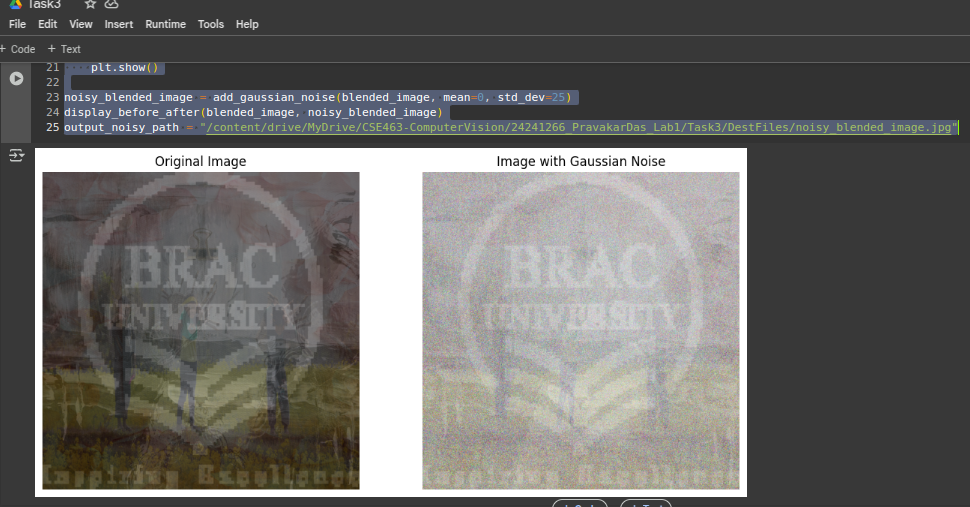 Task3
File Edit View Insert Runtime Tools Help
+ Code + Text
21 plt.show()
22
23 noisy_blended_image = add_gaussian_noise(blended_image, mean=0, std_dev=25)
24 display_before_after(blended_image, noisy_blended_image)
25 output_noisy_path = "/content/drive/MyDrive/CSE463-ComputerVision/24241266_PravakarDas_Lab1/Task3/DestFiles/noisy_blended_image.jpg"
Original Image Image with Gaussian Noise
BRAC BRAC
UNIVERSITY UNIVERSITY
Inspiring Excellence Inspiring Excellence